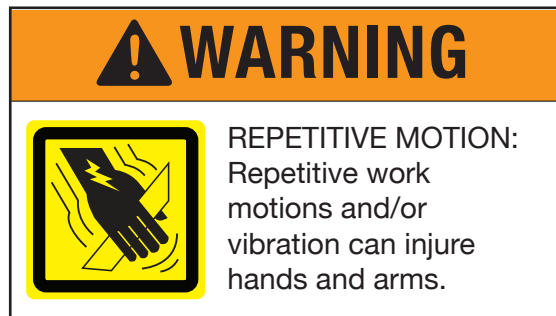 WARNING
REPETITIVE MOTION:
Repetitive work
motions and/or
vibration can injure
hands and arms.